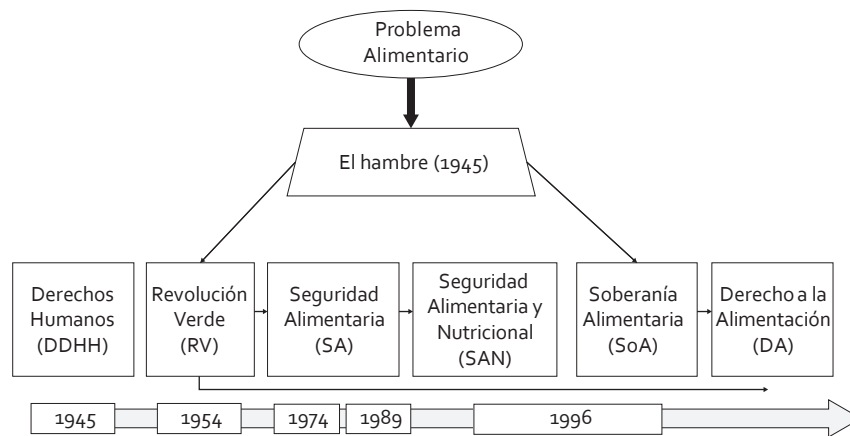 Problema
Alimentario
El hambre (1945)
Derechos
Humanos
(DDHH)
Revolución
Verde
(RV)
Seguridad
Alimentaria
(SA)
Seguridad
Alimentaria y
Nutricional
(SAN)
Soberanía
Alimentaria
(SoA)
Derecho a la
Alimentación
(DA)
1945
1954
1974
1989
1996